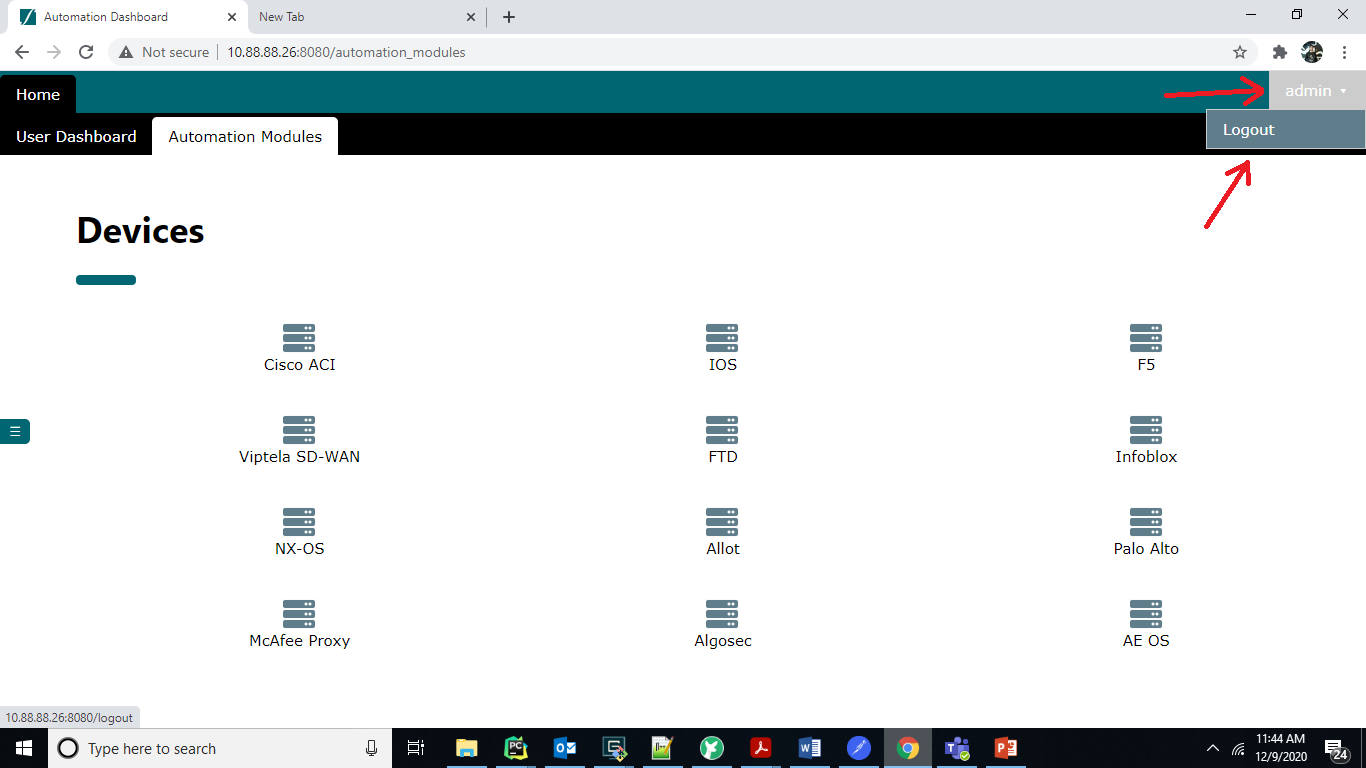 Automation Dashboard
New Tab
Not secure
10.88.88.26:8080/automation_modules
Home
admin
User Dashboard
Automation Modules
Logout
Devices
Cisco ACI
IOS
F5
Viptela SD-WAN
FTD
Infoblox
NX-OS
Allot
Palo Alto
McAfee Proxy
Algosec
AE OS
10.88.88.26:8080/logout
Type here to search
PC
11:44 AM
12/9/2020
24